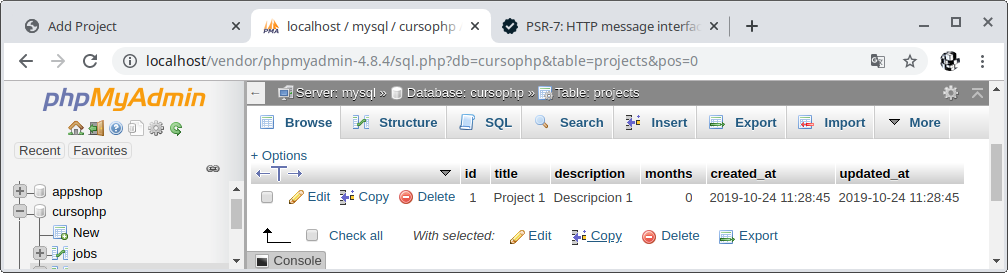 Add Project
localhost / mysql / cursophp
PSR-7: HTTP message interfac
localhost/vendor/phpmyadmin-4.8.4/sql.php?db=cursophp&table=projects&pos=0
phpMyAdmin
Recent Favorites
appshop
cursophp
New
jobs
Server: mysql » Database: cursophp » Table: projects
Browse Structure SQL Search Insert Export Import More
+ Options
id title description months created_at updated_at
Edit Copy Delete 1 Project 1 Descripcion 1 0 2019-10-24 11:28:45 2019-10-24 11:28:45
Check all With selected: Edit Copy Delete Export
Console